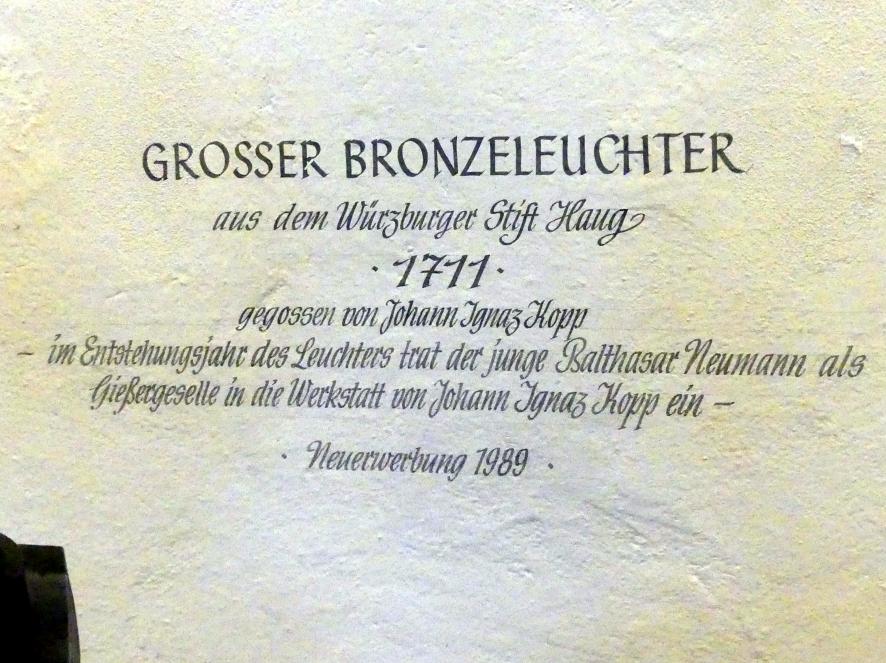 GROSSER BRONZELEUCHTER
aus dem Würzburger Stift Haug
· 1711 ·
gegossen von Johann Ignaz Kopp
– im Entstehungsjahr des Leuchters trat der junge Balthasar Neumann als
Gießergeselle in die Werkstatt von Johann Ignaz Kopp ein –
· Neuerwerbung 1989 ·